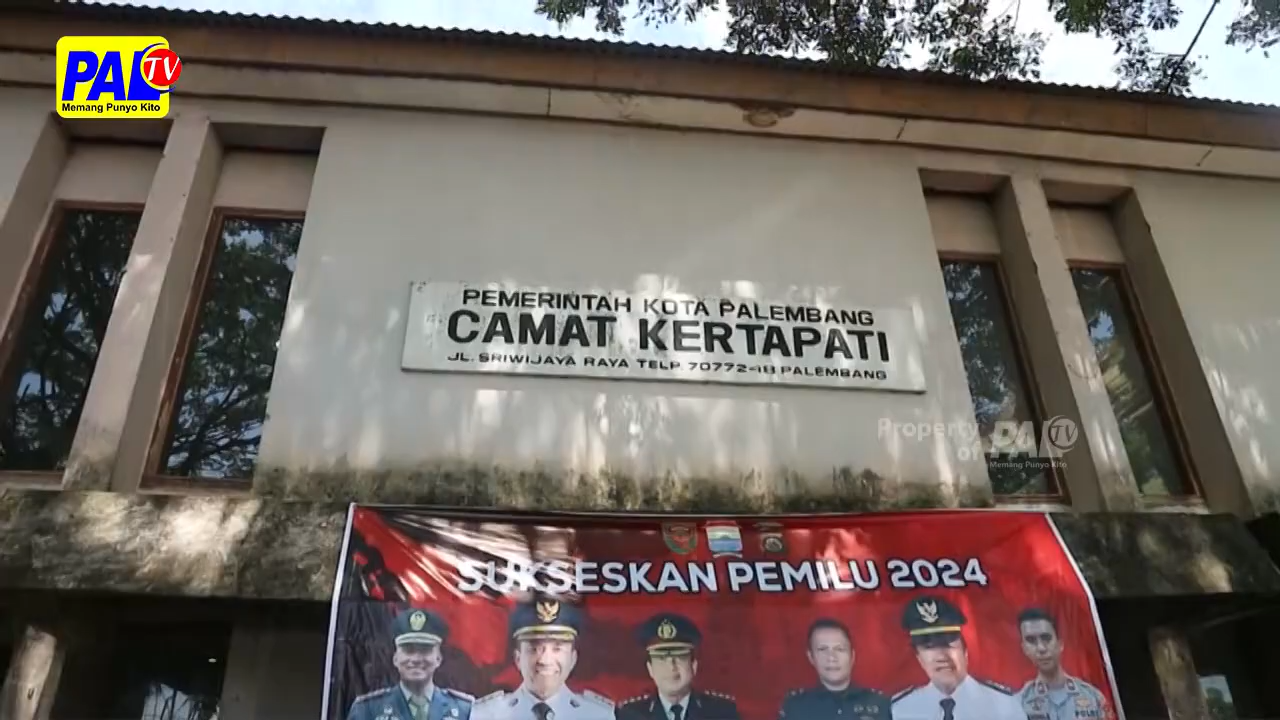 PAL TV
Memang Punyo Kito
PEMERINTAH KOTA PALEMBANG
CAMAT KERTAPATI
JL. SRIWIJAYA RAYA TELP. 7077248 PALEMBANG
Property
of PAL TV
Memang Punyo Kito
SUKSESKAN PEMILU 2024